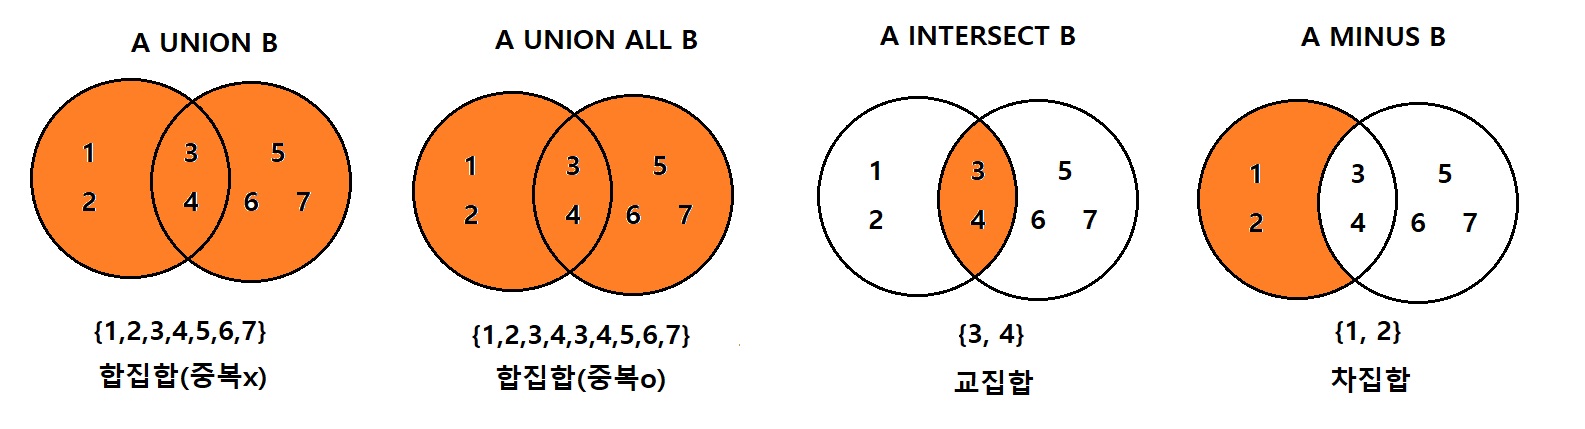 A UNION B
1 3 5
2 4 6 7
{1,2,3,4,5,6,7}
합집합(중복x)
A UNION ALL B
1 3 5
2 4 6 7
{1,2,3,4,3,4,5,6,7}
합집합(중복o)
A INTERSECT B
1 3 5
2 4 6 7
{3, 4}
교집합
A MINUS B
1 3 5
2 4 6 7
{1, 2}
차집합